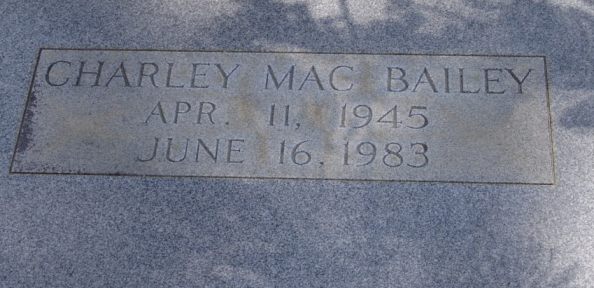 CHARLEY MAC BAILEY
APR. 11, 1945
JUNE 16, 1983